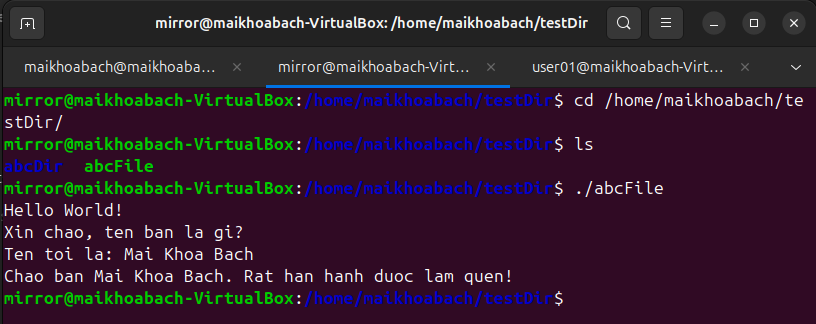 mirror@maikhoabach-VirtualBox: /home/maikhoabach/testDir
maikhoabach@maikhoaba... mirror@maikhoabach-Virt... user01@maikhoabach-Virt...
mirror@maikhoabach-VirtualBox:/home/maikhoabach/testDir$ cd /home/maikhoabach/te
stDir/
mirror@maikhoabach-VirtualBox:/home/maikhoabach/testDir$ ls
abcDir  abcFile
mirror@maikhoabach-VirtualBox:/home/maikhoabach/testDir$ ./abcFile
Hello World!
Xin chao, ten ban la gi?
Ten toi la: Mai Khoa Bach
Chao ban Mai Khoa Bach. Rat han hanh duoc lam quen!
mirror@maikhoabach-VirtualBox:/home/maikhoabach/testDir$